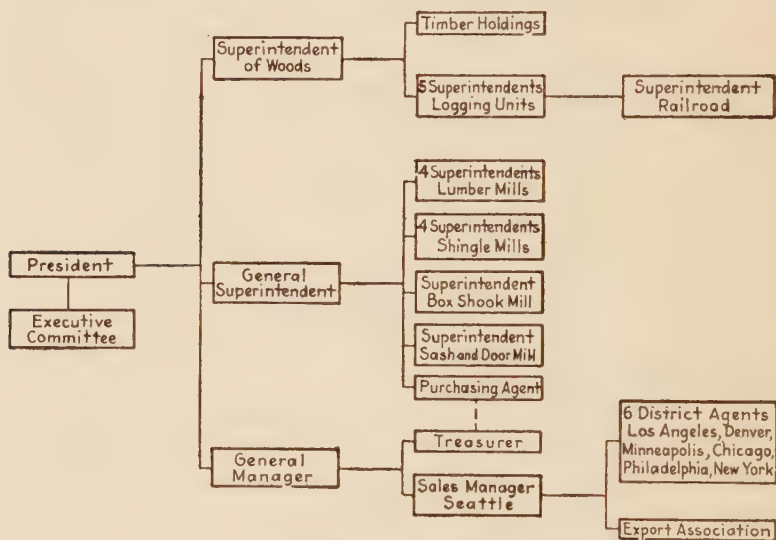 President
Executive
Committee
Superintendent
of Woods
Timber Holdings
5 Superintendents
Logging Units
Superintendent
Railroad
General
Superintendent
4 Superintendents
Lumber Mills
4 Superintendents
Shingle Mills
Superintendent
Box Shook Mill
Superintendent
Sash and Door Mill
Purchasing Agent
General
Manager
Treasurer
Sales Manager
Seattle
6 District Agents
Los Angeles, Denver,
Minneapolis, Chicago,
Philadelphia, New York
Export Association